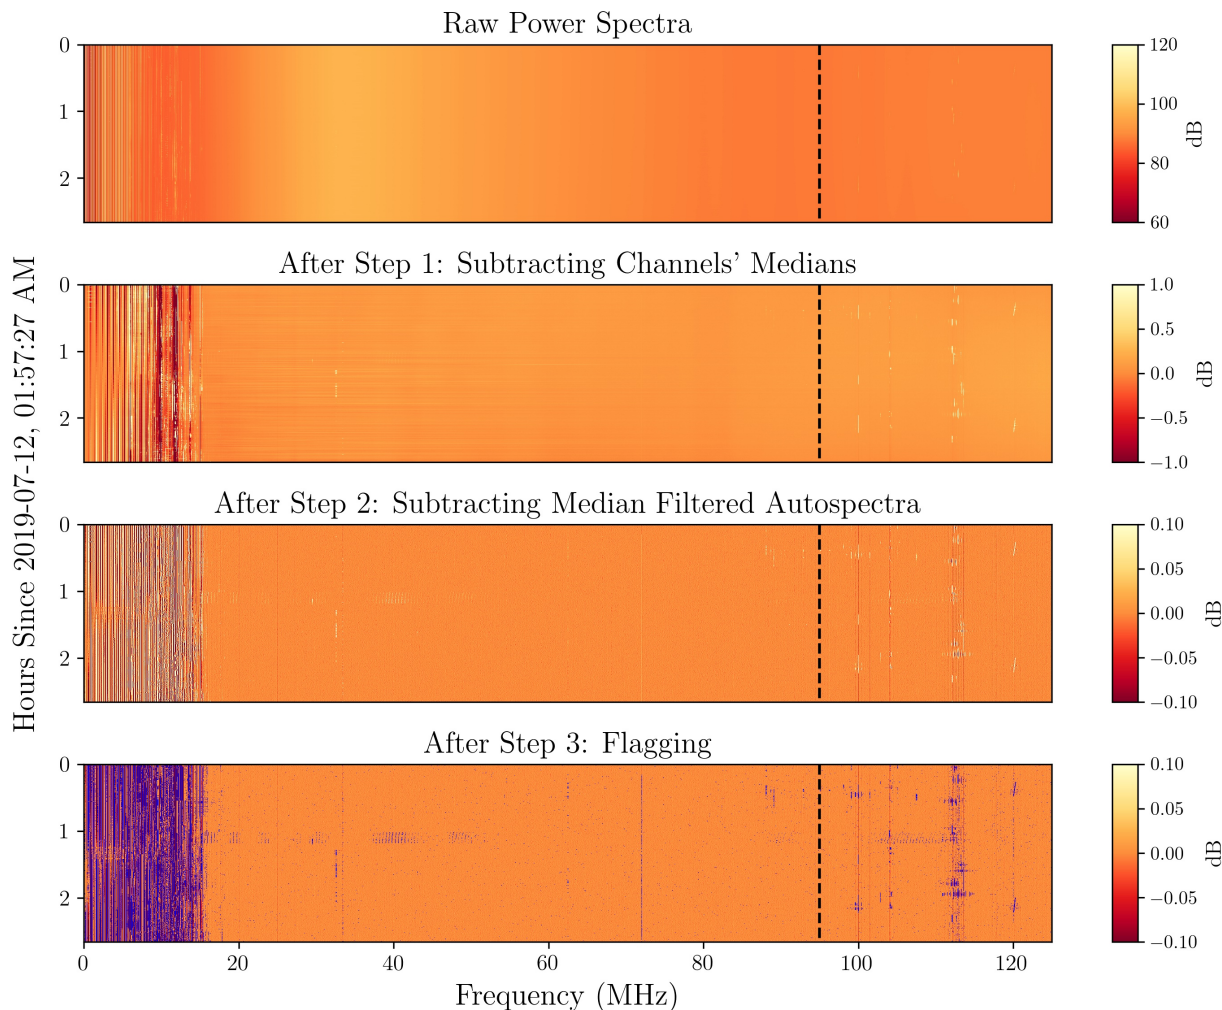 Raw Power Spectra
0
1
2
120
100
80
60
dB
After Step 1: Subtracting Channels' Medians
0
1
2
1.0
0.5
0.0
−0.5
−1.0
dB
Hours Since 2019-07-12, 01:57:27 AM
After Step 2: Subtracting Median Filtered Autospectra
0
1
2
0.10
0.05
0.00
−0.05
−0.10
dB
After Step 3: Flagging
0
1
2
0.10
0.05
0.00
−0.05
−0.10
dB
0 20 40 60 80 100 120
Frequency (MHz)